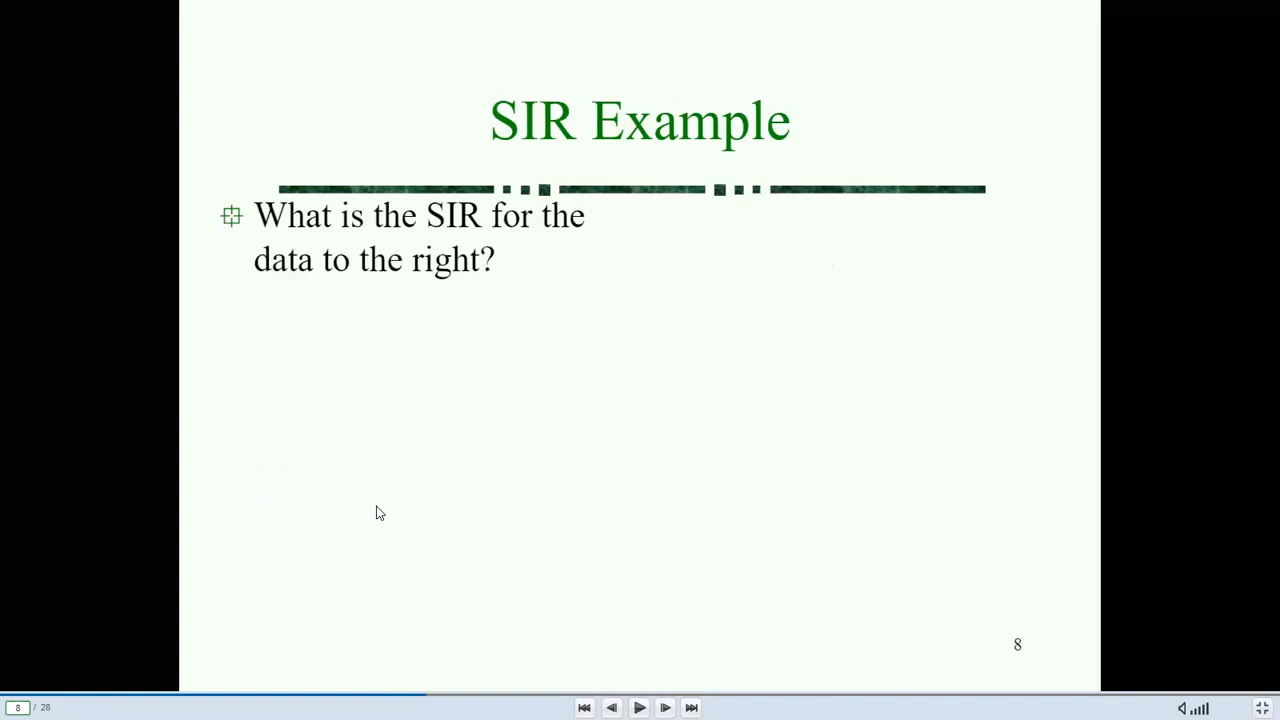 SIR Example
What is the SIR for the
data to the right?
8
8 / 28